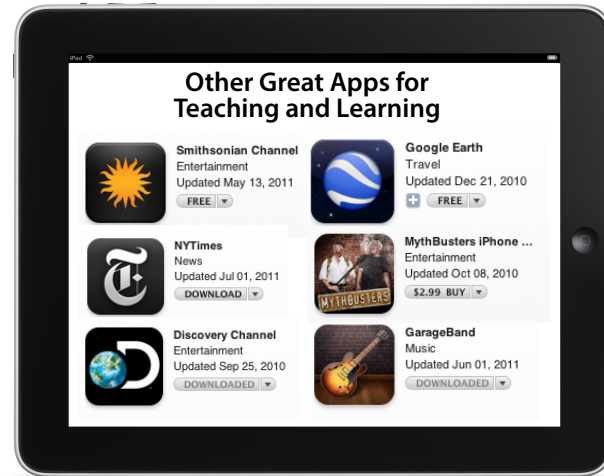 iPad
Other Great Apps for
Teaching and Learning
Smithsonian Channel
Entertainment
Updated May 13, 2011
FREE
Google Earth
Travel
Updated Dec 21, 2010
FREE
NYTimes
News
Updated Jul 01, 2011
DOWNLOAD
MythBusters iPhone ...
Entertainment
Updated Oct 08, 2010
$2.99 BUY
MYTHBUSTERS
Discovery Channel
Entertainment
Updated Sep 25, 2010
DOWNLOADED
GarageBand
Music
Updated Jun 01, 2011
DOWNLOADED